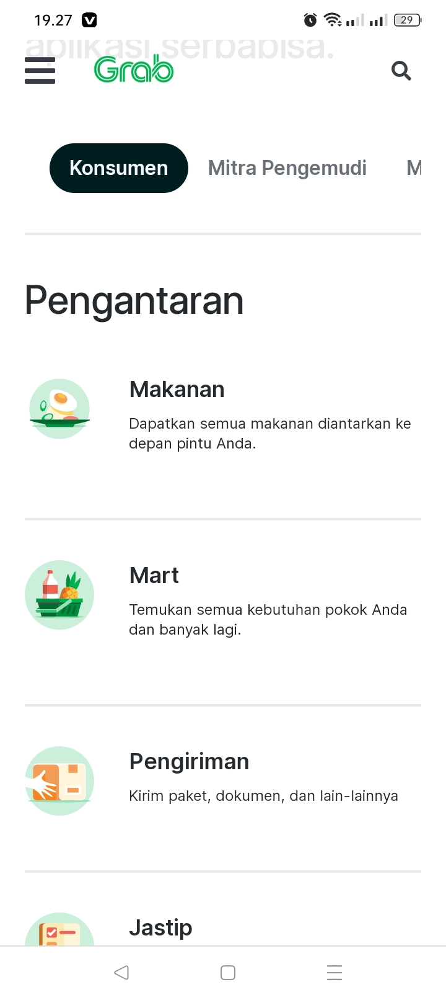 19.27
29
aplikasi serbabisa.
Grab
Konsumen
Mitra Pengemudi
M
Pengantaran
Makanan
Dapatkan semua makanan diantarkan ke
depan pintu Anda.
Mart
Temukan semua kebutuhan pokok Anda
dan banyak lagi.
Pengiriman
Kirim paket, dokumen, dan lain-lainnya
Jastip